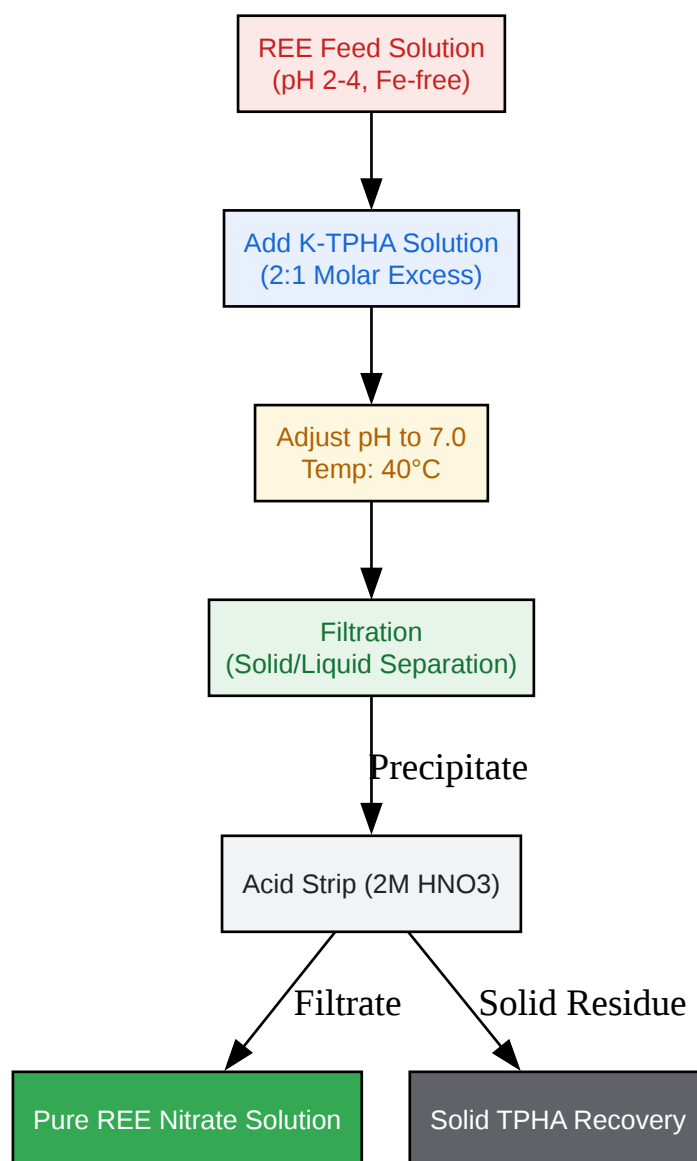 REE Feed Solution
(pH 2-4, Fe-free)
Add K-TPHA Solution
(2:1 Molar Excess)
Adjust pH to 7.0
Temp: 40°C
Filtration
(Solid/Liquid Separation)
Precipitate
Acid Strip (2M HNO3)
Filtrate
Solid Residue
Pure REE Nitrate Solution
Solid TPHA Recovery